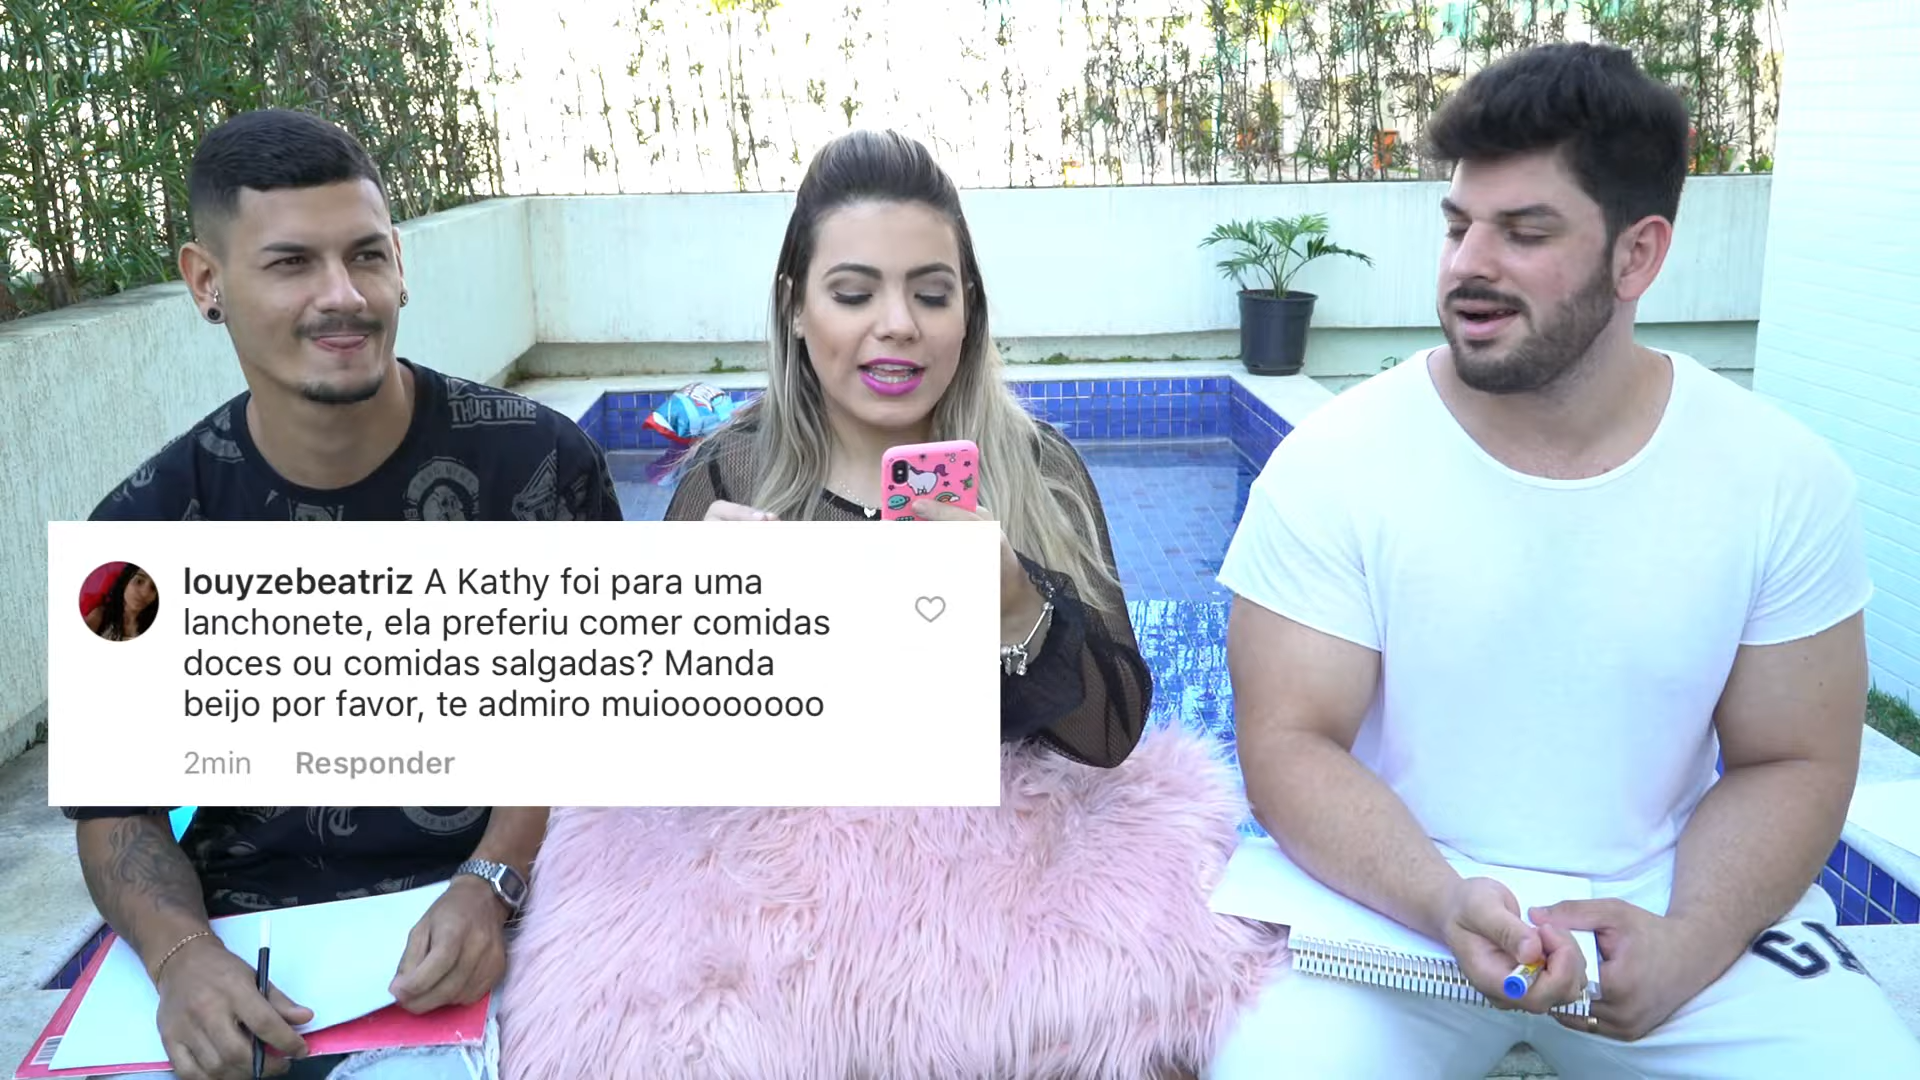 THUG NINE
louyzebeatriz A Kathy foi para uma
lanchonete, ela preferiu comer comidas
doces ou comidas salgadas? Manda
beijo por favor, te admiro muioooooooo
2min Responder
GA